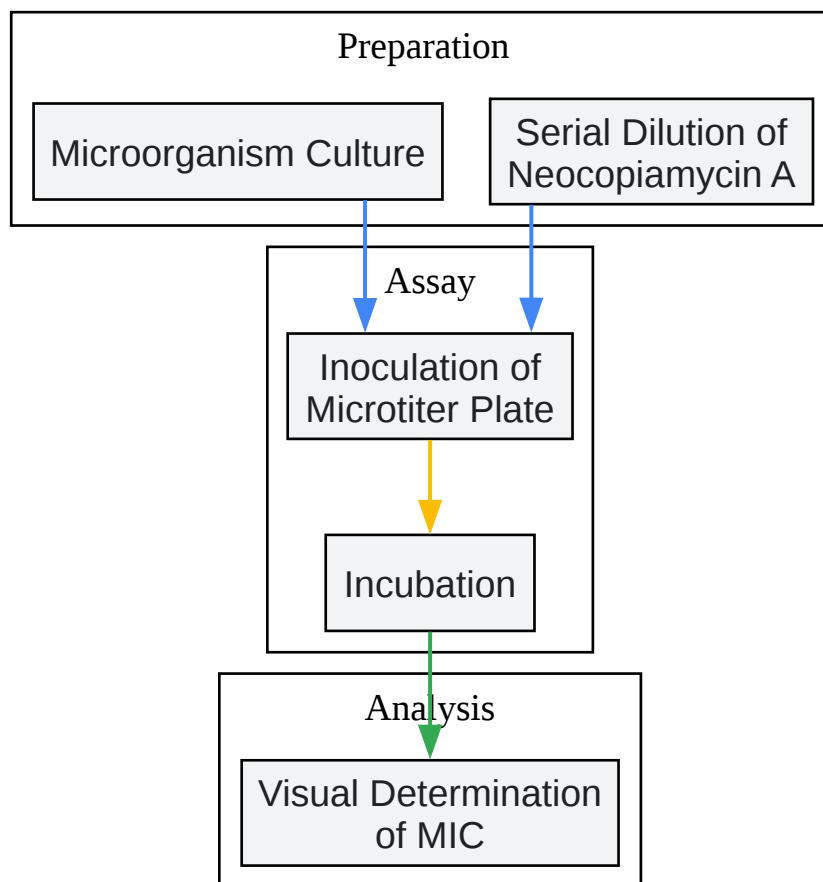 Preparation
Microorganism Culture
Serial Dilution of
Neocopiamycin A
Assay
Inoculation of
Microtiter Plate
Incubation
Analysis
Visual Determination
of MIC